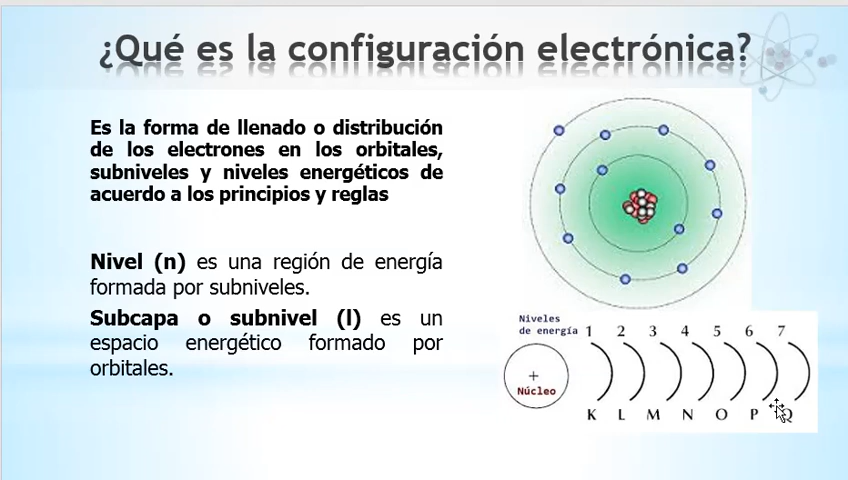 ¿Qué es la configuración electrónica?
Es la forma de llenado o distribución
de los electrones en los orbitales,
subniveles y niveles energéticos de
acuerdo a los principios y reglas
Nivel (n) es una región de energía
formada por subniveles.
Subcapa o subnivel (l) es un
espacio energético formado por
orbitales.
Niveles
de energía 1 2 3 4 5 6 7
+
Núcleo
K L M N O P Q